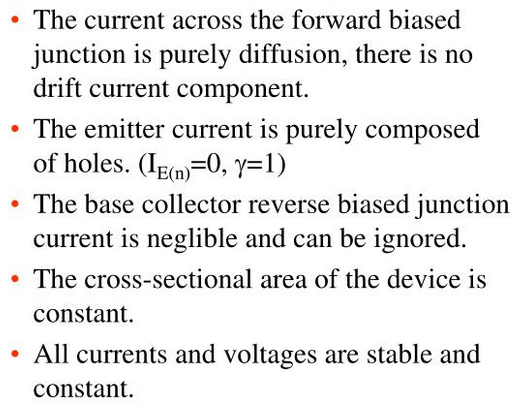 • The current across the forward biased
junction is purely diffusion, there is no
drift current component.
• The emitter current is purely composed
of holes. (I_E(n)=0, γ=1)
• The base collector reverse biased junction
current is neglible and can be ignored.
• The cross-sectional area of the device is
constant.
• All currents and voltages are stable and
constant.